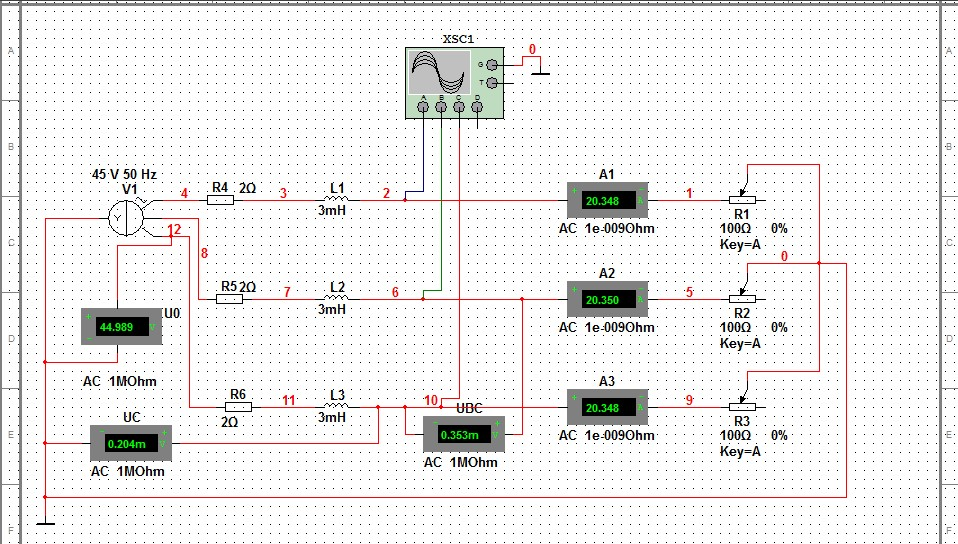 XSC1
0
G
T
A B C D
A
A
B
B
C
C
D
D
E
E
F
F
45 V 50 Hz
V1
Y
4
R4 2Ω
3
L1
3mH
2
A1
20.348
A
AC 1e-009Ohm
1
R1
100Ω 0%
Key=A
12
8
R5 2Ω
7
L2
3mH
6
A2
20.350
A
AC 1e-009Ohm
5
0
R2
100Ω 0%
Key=A
U0
44.989
V
AC 1MOhm
R6
2Ω
11
L3
3mH
10
A3
20.348
A
AC 1e-009Ohm
9
R3
100Ω 0%
Key=A
UC
0.204m
V
AC 1MOhm
UBC
0.353m
V
AC 1MOhm